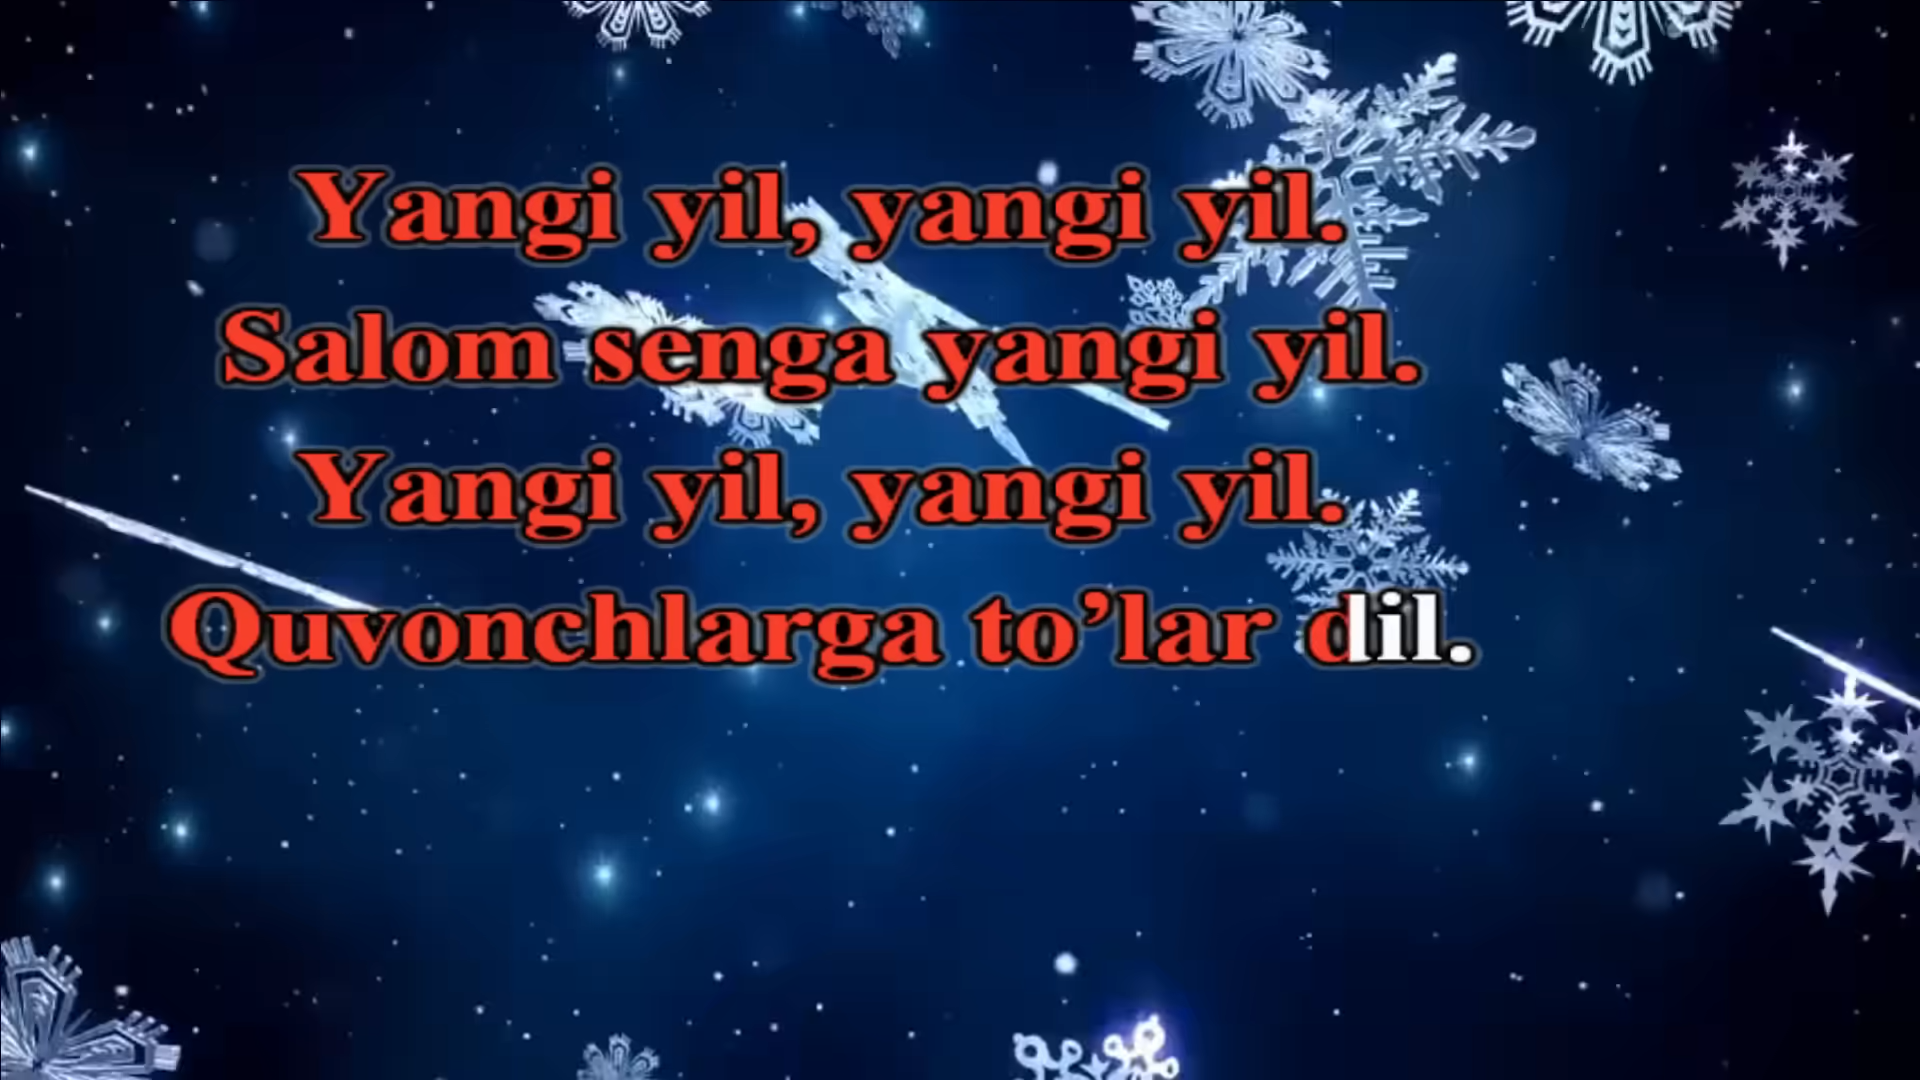 Yangi yil, yangi yil.
Salom senga yangi yil.
Yangi yil, yangi yil.
Quvonchlarga to’lar dil.